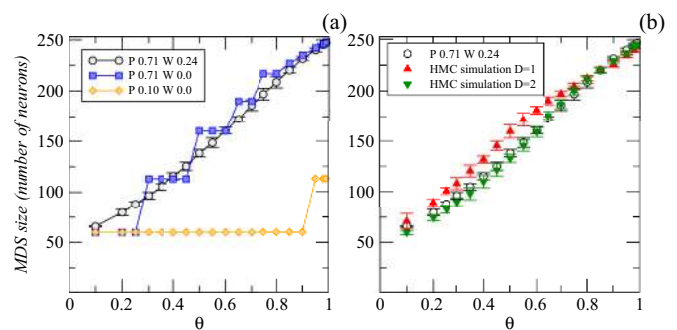 (a)
(b)
250
200
150
100
50
MDS size (number of neurons)
P 0.71 W 0.24
P 0.71 W 0.0
P 0.10 W 0.0
0 0.2 0.4 0.6 0.8 1
θ
250
200
150
100
50
P 0.71 W 0.24
HMC simulation D=1
HMC simulation D=2
0 0.2 0.4 0.6 0.8 1
θ